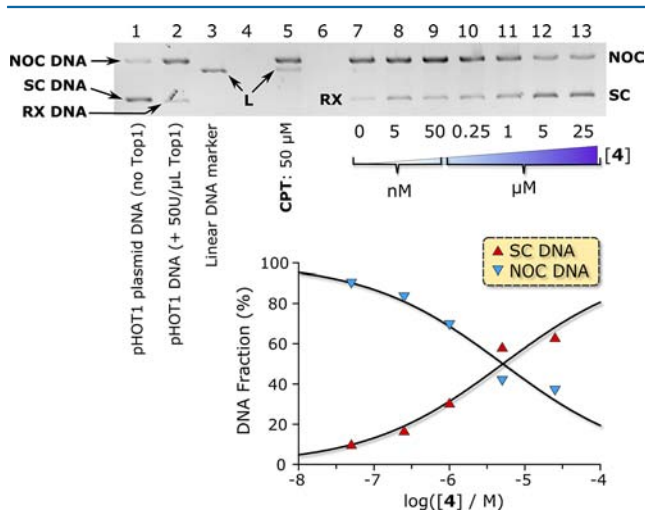 1 2 3 4 5 6 7 8 9 10 11 12 13
NOC DNA NOC
SC DNA L RX SC
RX DNA
0 5 50 0.25 1 5 25
[4]
nM µM
pHOT1 plasmid DNA (no Top1)
pHOT1 DNA (+ 50U/µL Top1)
Linear DNA marker
CPT: 50 µM
SC DNA
NOC DNA
100
80
60
40
20
0
DNA Fraction (%)
-8 -7 -6 -5 -4
log([4] / M)